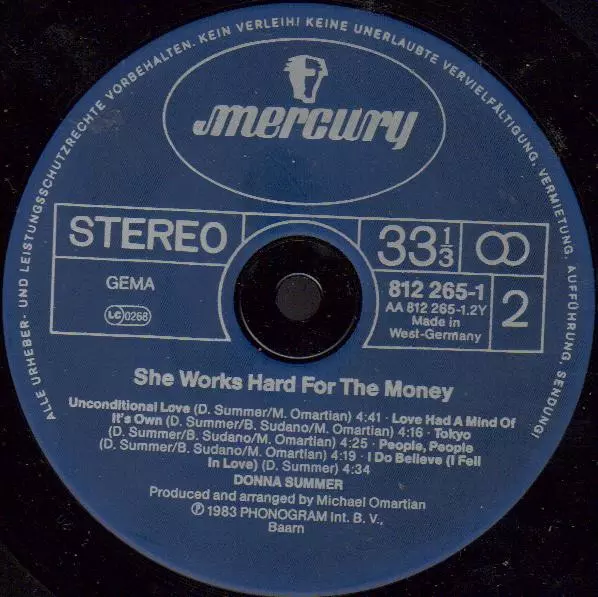 ALLE URHEBER- UND LEISTUNGSSCHUTZRECHTE VORBEHALTEN. KEIN VERLEIH! KEINE UNERLAUBTE VERVIELFÄLTIGUNG, VERMIETUNG, AUFFÜHRUNG, SENDUNG!
mercury
STEREO
33 1/3
GEMA
LC 0268
812 265-1
AA 812 265-1.2Y
Made in
West-Germany
2
She Works Hard For The Money
Unconditional Love (D. Summer/M. Omartian) 4:41 · Love Had A Mind Of
It's Own (D. Summer/B. Sudano/M. Omartian) 4:16 · Tokyo
(D. Summer/B. Sudano/M. Omartian) 4:25 · People, People
(D. Summer/B. Sudano/M. Omartian) 4:19 · I Do Believe (I Fell
In Love) (D. Summer) 4:34
DONNA SUMMER
Produced and arranged by Michael Omartian
℗ 1983 PHONOGRAM Int. B. V.,
Baarn